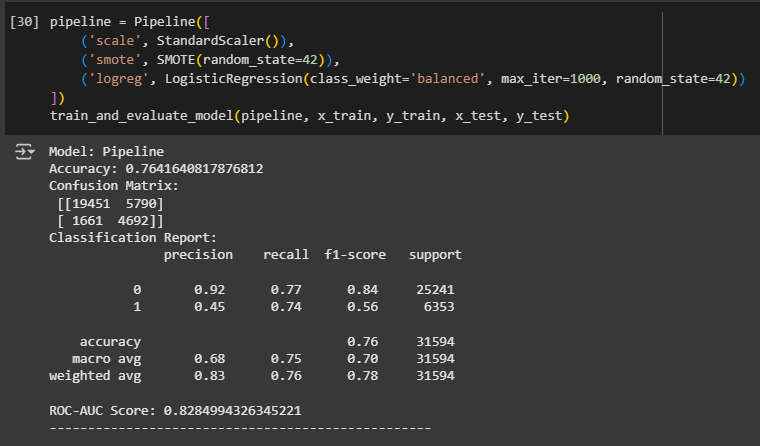 [30] pipeline = Pipeline([
    ('scale', StandardScaler()),
    ('smote', SMOTE(random_state=42)),
    ('logreg', LogisticRegression(class_weight='balanced', max_iter=1000, random_state=42))
])
train_and_evaluate_model(pipeline, x_train, y_train, x_test, y_test)
Model: Pipeline
Accuracy: 0.7641640817876812
Confusion Matrix:
 [[19451  5790]
 [ 1661  4692]]
Classification Report:
               precision    recall  f1-score   support
           0       0.92      0.77      0.84     25241
           1       0.45      0.74      0.56      6353
    accuracy                           0.76     31594
   macro avg       0.68      0.75      0.70     31594
weighted avg       0.83      0.76      0.78     31594
ROC-AUC Score: 0.8284994326345221
--------------------------------------------------